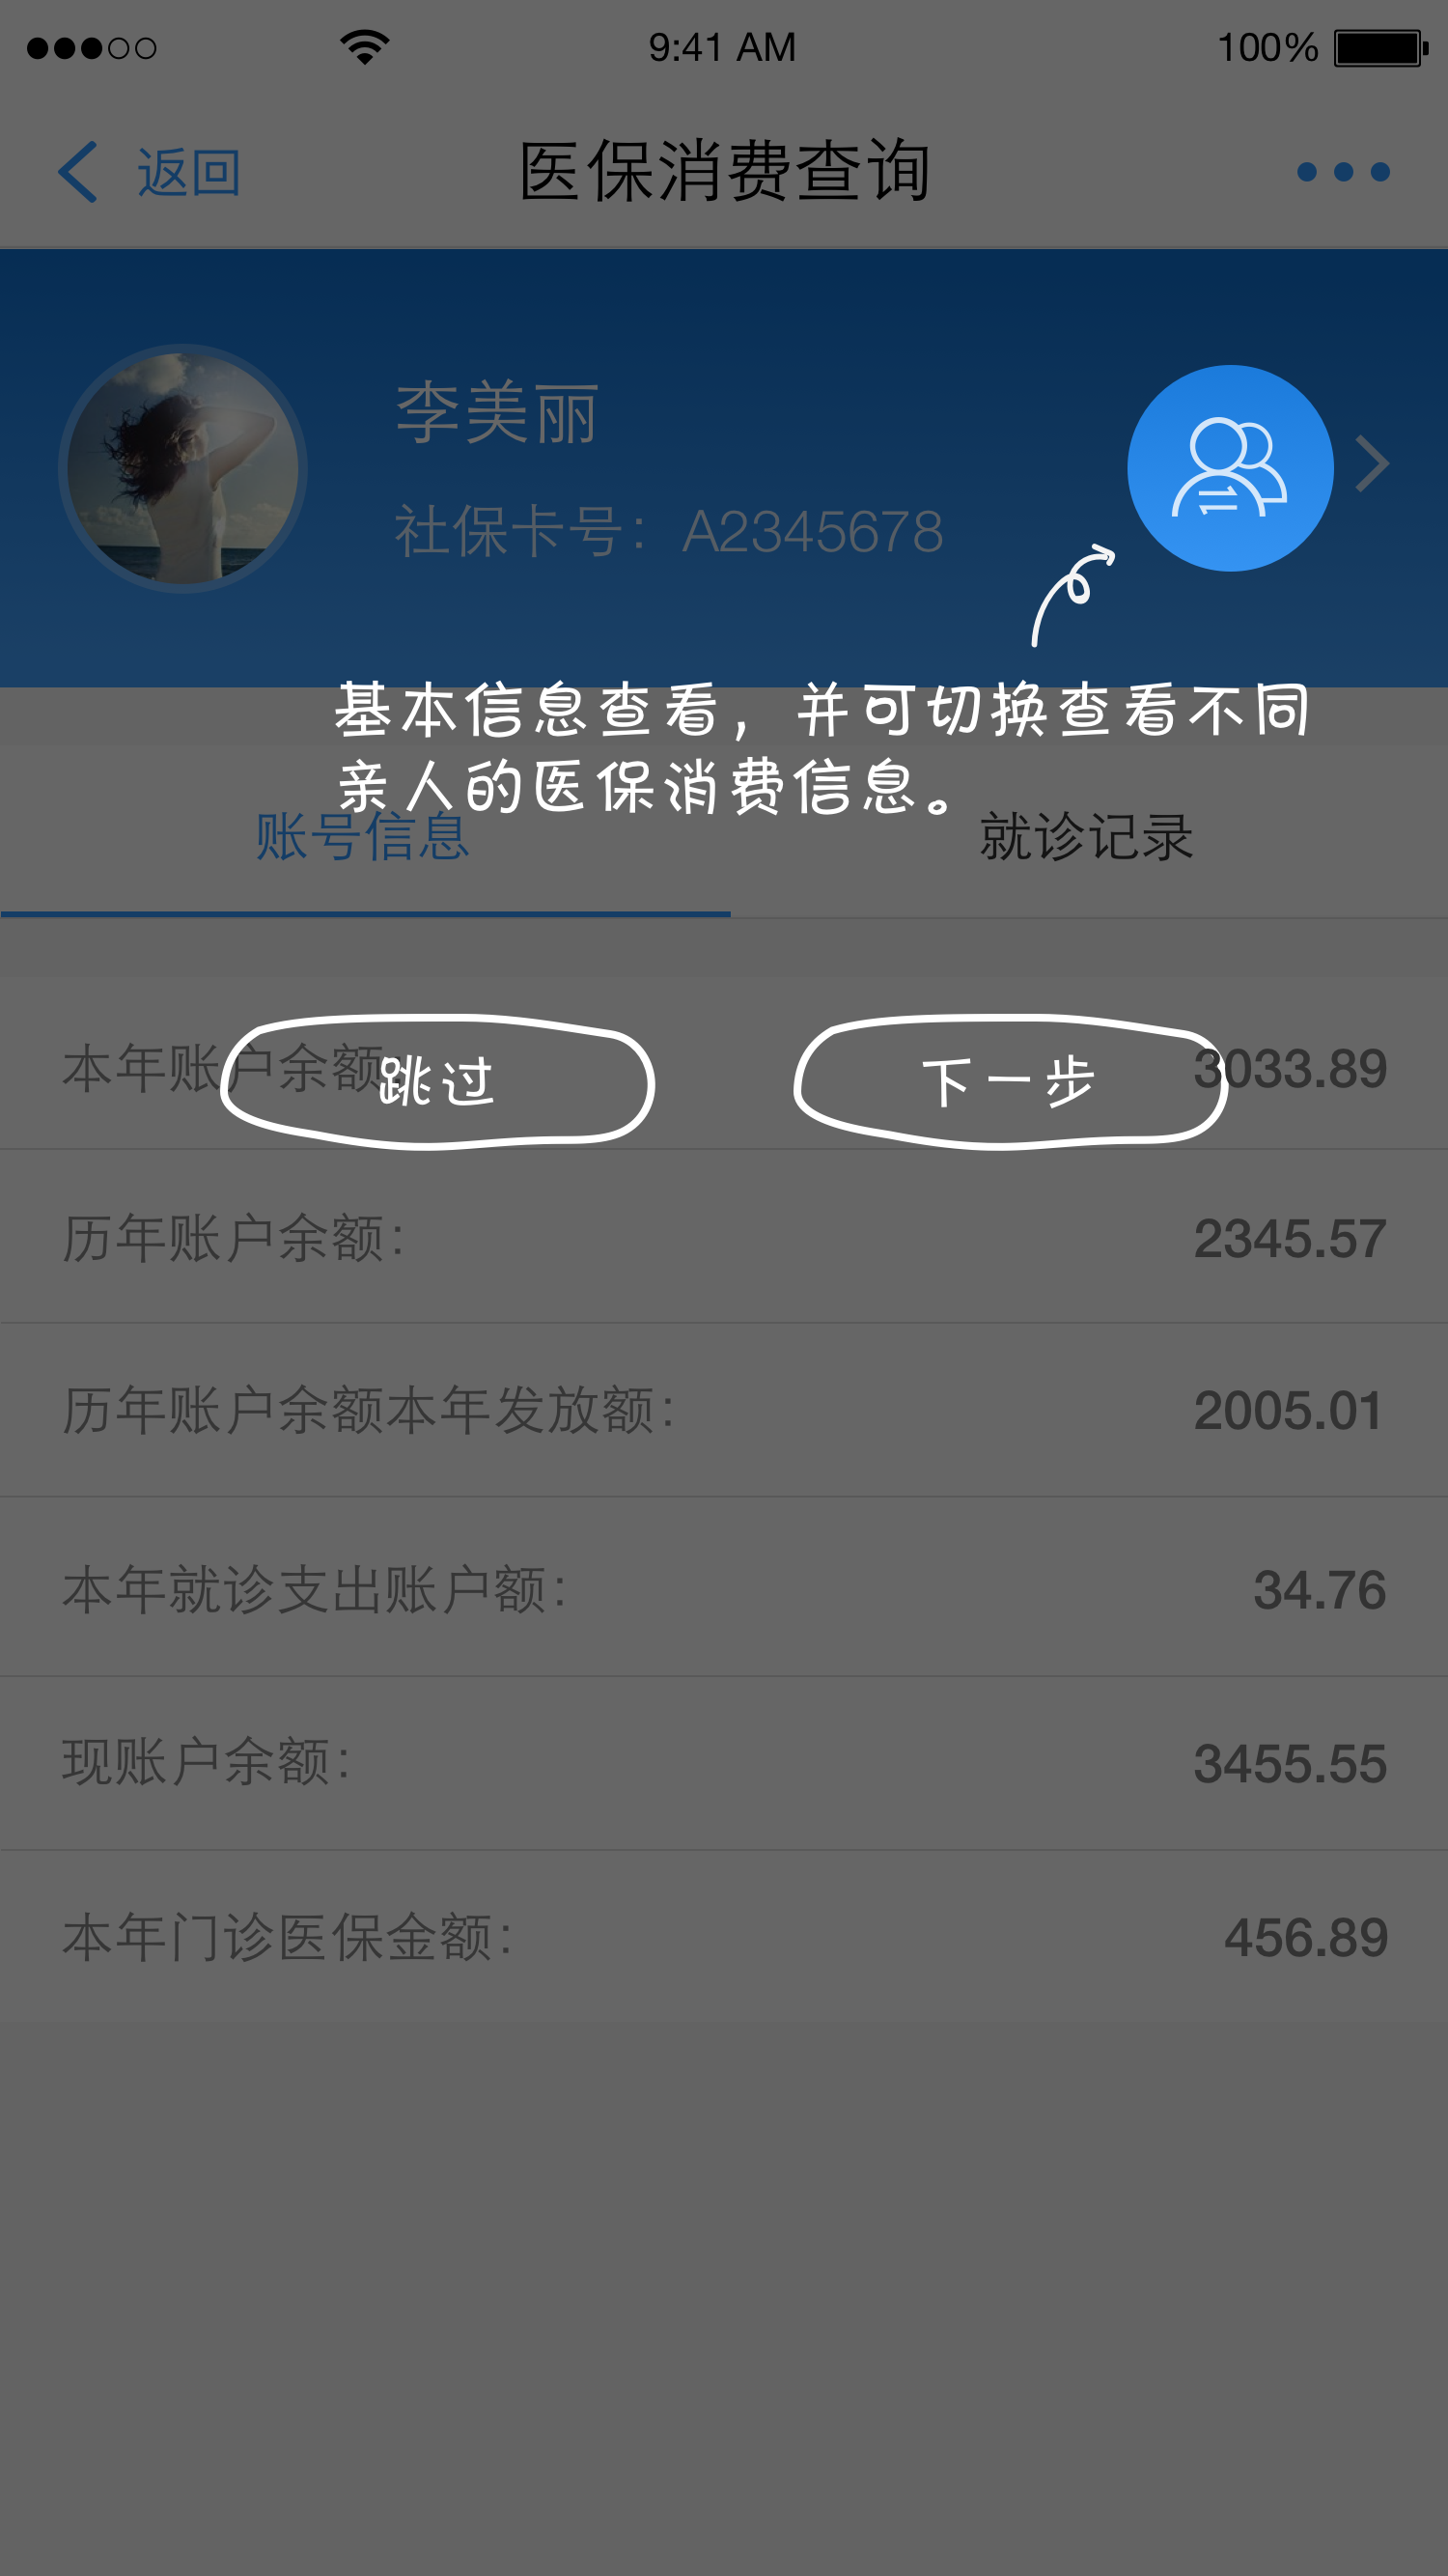 9:41 AM
100%
返回
医保消费查询
李美丽
社保卡号：A2345678
基本信息查看，并可切换查看不同
亲人的医保消费信息。
账号信息
就诊记录
本年账户余额：
3033.89
跳过
下一步
历年账户余额：
2345.57
历年账户余额本年发放额：
2005.01
本年就诊支出账户额：
34.76
现账户余额：
3455.55
本年门诊医保金额：
456.89